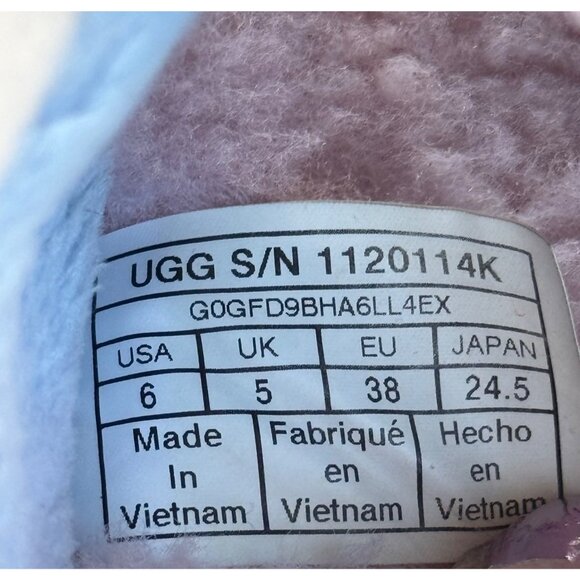 UGG S/N 1120114K
G0GFD9BHA6LL4EX
USA UK EU JAPAN
6 5 38 24.5
Made Fabriqué Hecho
In en en
Vietnam Vietnam Vietnam